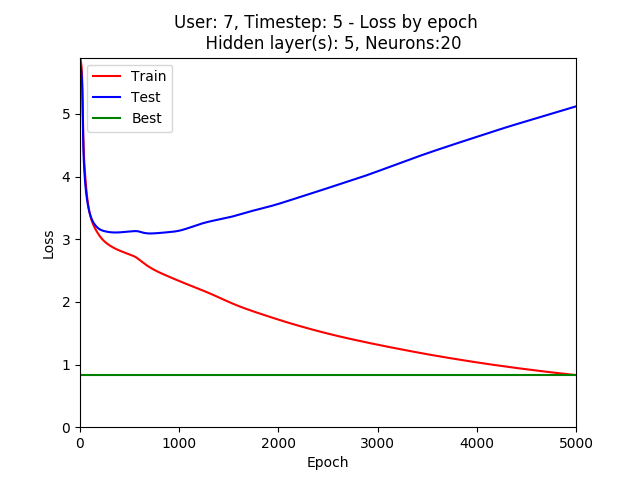 User: 7, Timestep: 5 - Loss by epoch
Hidden layer(s): 5, Neurons:20
Train
Test
Best
Loss
5
4
3
2
1
0
0 1000 2000 3000 4000 5000
Epoch